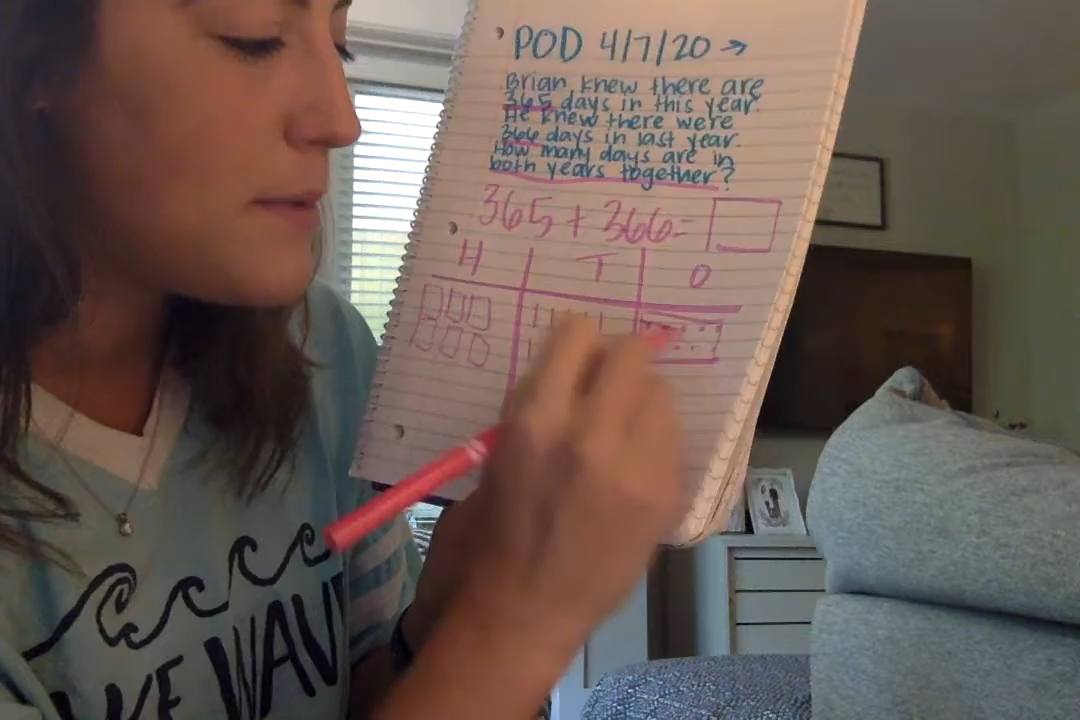 POD 4/7/20 →
Brian knew there are
365 days in this year.
He knew there were
366 days in last year.
How many days are in
both years together?
365 + 366 =
H T O
WAV